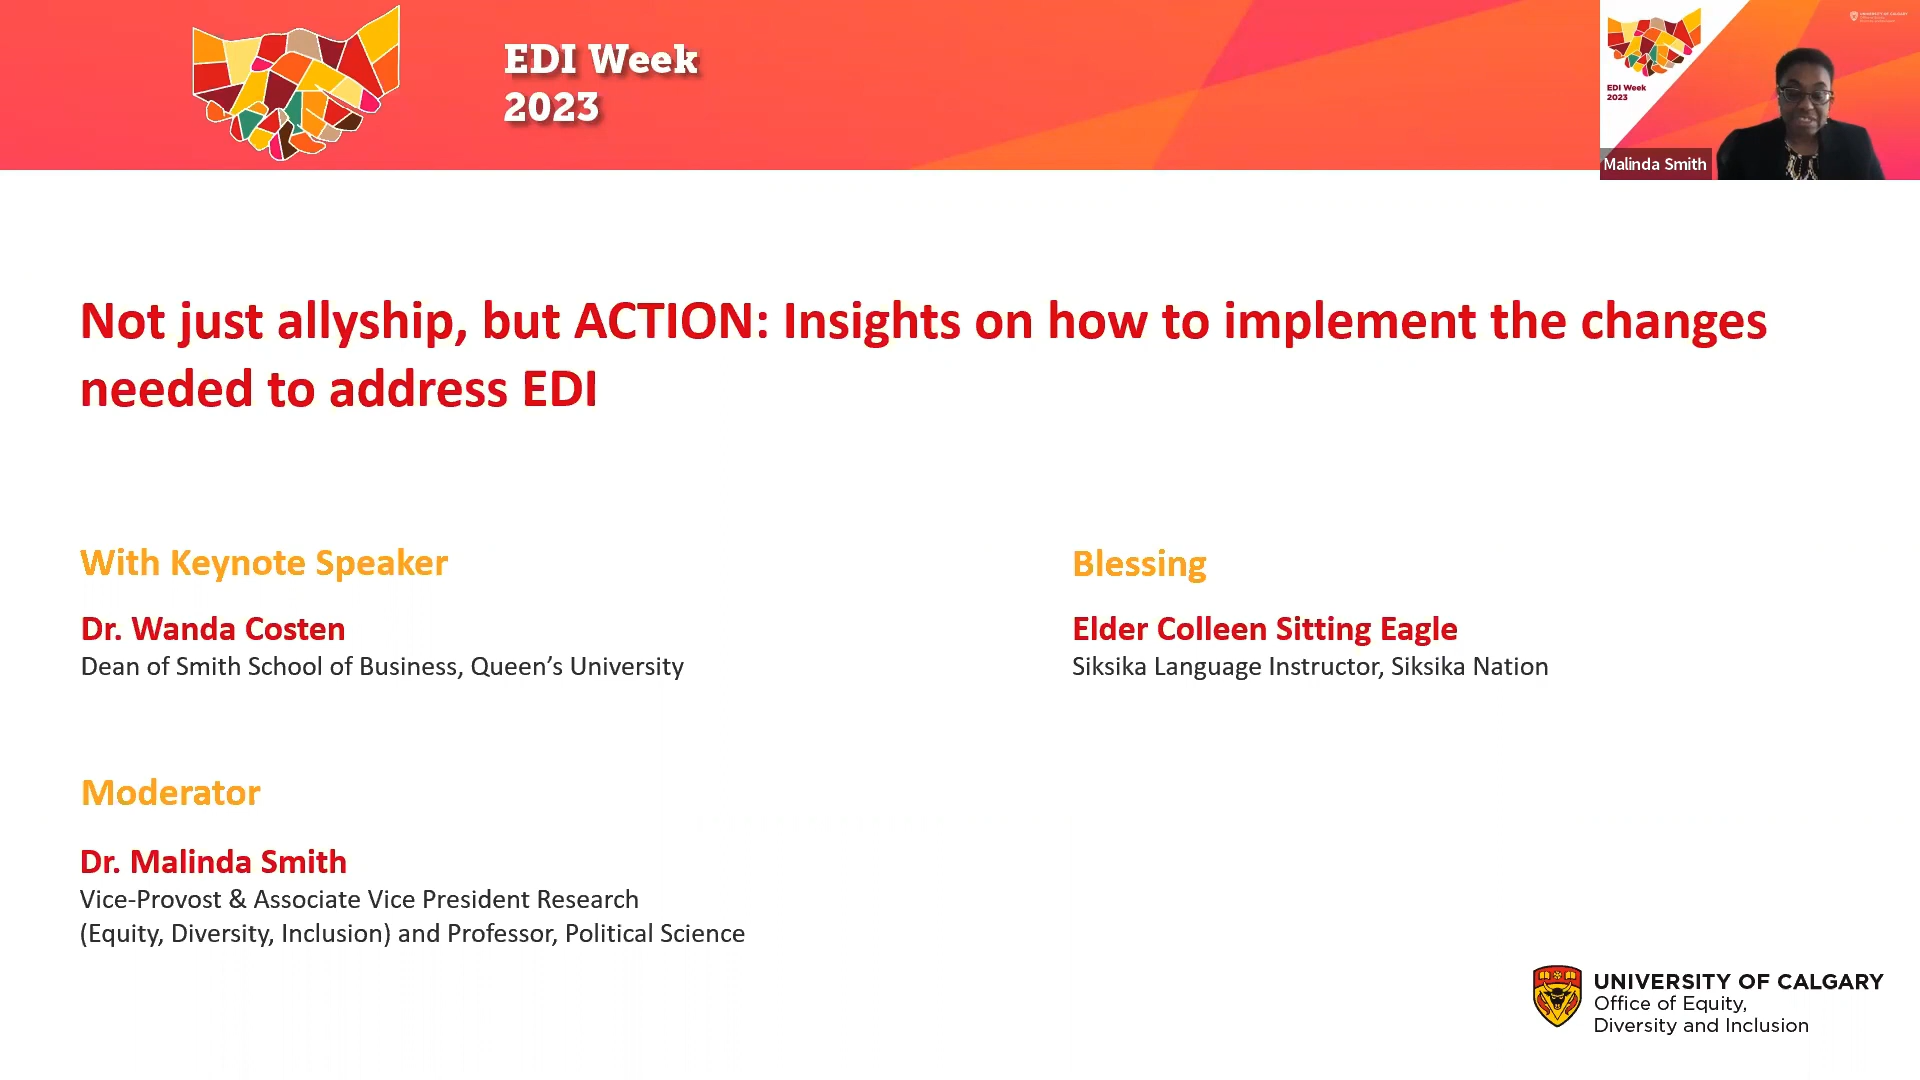 EDI Week
2023
EDI Week
2023
Malinda Smith
Not just allyship, but ACTION: Insights on how to implement the changes
needed to address EDI
With Keynote Speaker
Dr. Wanda Costen
Dean of Smith School of Business, Queen’s University
Blessing
Elder Colleen Sitting Eagle
Siksika Language Instructor, Siksika Nation
Moderator
Dr. Malinda Smith
Vice-Provost & Associate Vice President Research
(Equity, Diversity, Inclusion) and Professor, Political Science
UNIVERSITY OF CALGARY
Office of Equity,
Diversity and Inclusion